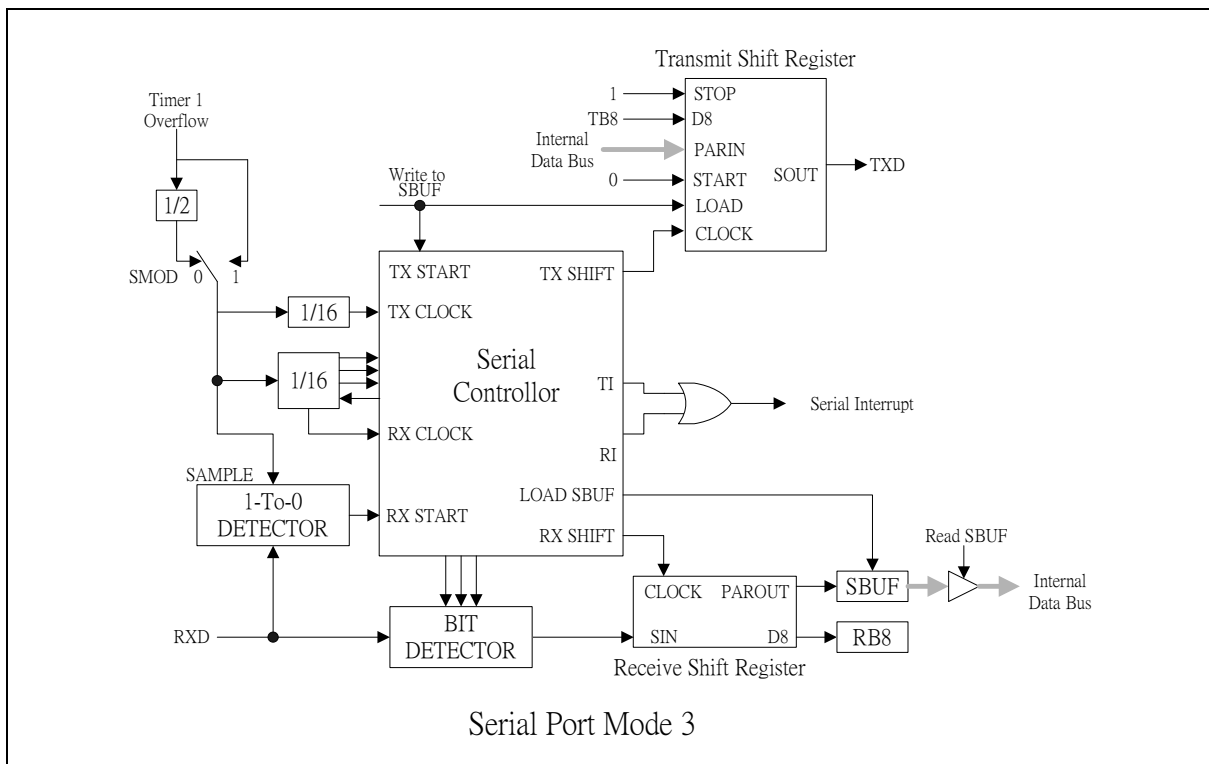 Transmit Shift Register
Timer 1
Overflow
1
STOP
TB8
D8
Internal
Data Bus
PARIN
SOUT
TXD
0
START
LOAD
CLOCK
1/2
Write to
SBUF
SMOD
0
1
TX START
TX SHIFT
1/16
TX CLOCK
Serial
Controllor
1/16
TI
Serial Interrupt
RX CLOCK
RI
SAMPLE
LOAD SBUF
1-To-0
DETECTOR
RX START
RX SHIFT
Read SBUF
CLOCK
PAROUT
SBUF
Internal
Data Bus
RXD
BIT
DETECTOR
SIN
D8
RB8
Receive Shift Register
Serial Port Mode 3